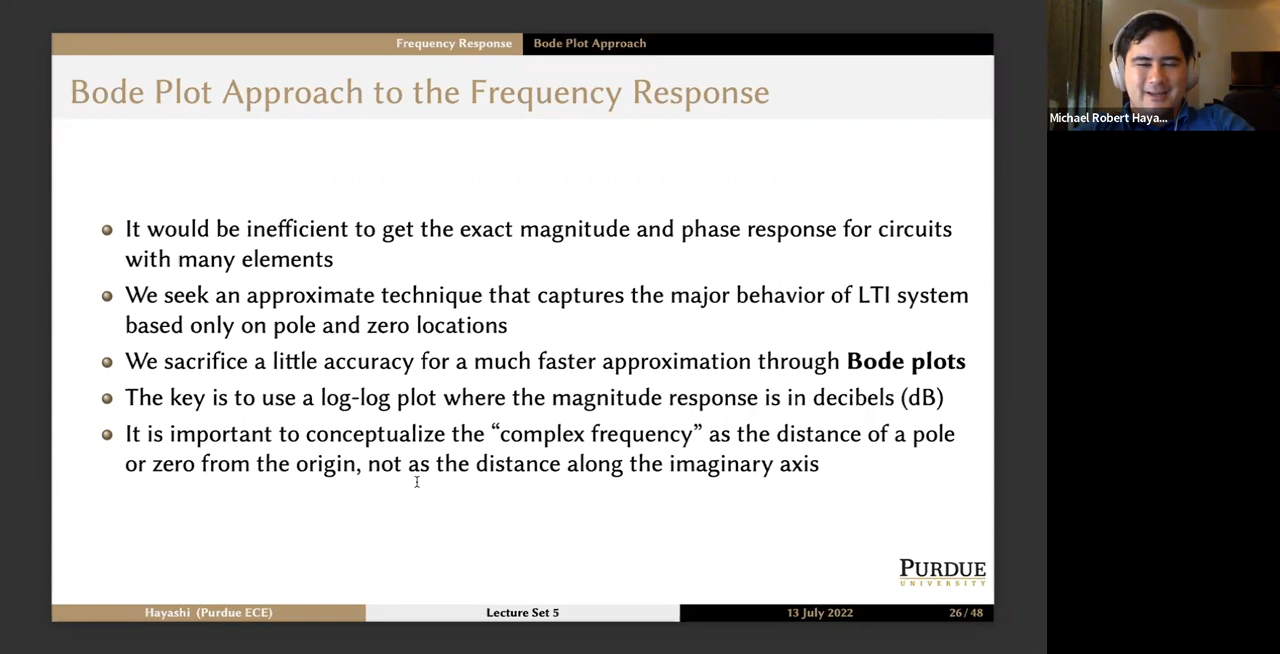 Frequency Response Bode Plot Approach
Bode Plot Approach to the Frequency Response
Michael Robert Haya...
It would be inefficient to get the exact magnitude and phase response for circuits
with many elements
We seek an approximate technique that captures the major behavior of LTI system
based only on pole and zero locations
We sacrifice a little accuracy for a much faster approximation through Bode plots
The key is to use a log-log plot where the magnitude response is in decibels (dB)
It is important to conceptualize the “complex frequency” as the distance of a pole
or zero from the origin, not as the distance along the imaginary axis
PURDUE
UNIVERSITY
Hayashi (Purdue ECE) Lecture Set 5 13 July 2022 26 / 48